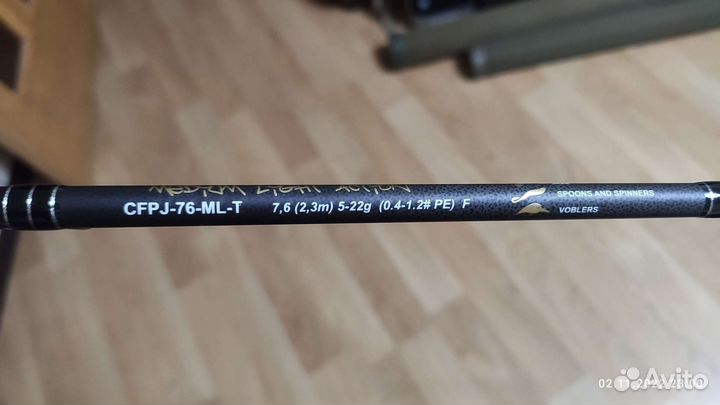 MEDIUM LIGHT ACTION
CFPJ-76-ML-T 7,6 (2,3m) 5-22g (0.4-1.2# PE) F
SPOONS AND SPINNERS
VOBLERS
Avito